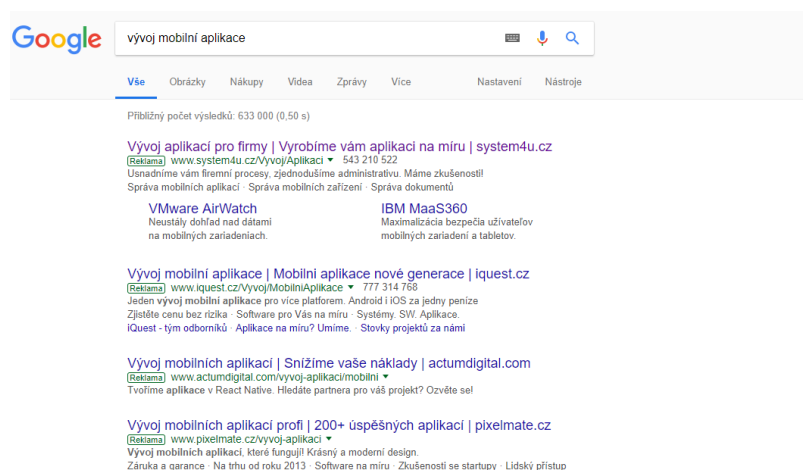 Google
vývoj mobilní aplikace
Vše Obrázky Nákupy Videa Zprávy Více Nastavení Nástroje
Přibližný počet výsledků: 633 000 (0,50 s)
Vývoj aplikací pro firmy | Vyrobíme vám aplikaci na míru | system4u.cz
Reklama www.system4u.cz/Vyvoj/Aplikaci 543 210 522
Usnadníme vám firemní procesy, zjednodušíme administrativu. Máme zkušenosti!
Správa mobilních aplikací · Správa mobilních zařízení · Správa dokumentů
VMware AirWatch IBM MaaS360
Neustály dohľad nad dátami Maximalizácia bezpečia užívateľov
na mobilných zariadeniach. mobilných zariadení a tabletov.
Vývoj mobilní aplikace | Mobilni aplikace nové generace | iquest.cz
Reklama www.iquest.cz/Vyvoj/MobilniAplikace 777 314 768
Jeden vývoj mobilní aplikace pro více platforem. Android i iOS za jedny peníze
Zjistěte cenu bez rizika · Software pro Vás na míru · Systémy. SW. Aplikace.
iQuest - tým odborníků · Aplikace na míru? Umíme. · Stovky projektů za námi
Vývoj mobilních aplikací | Snížíme vaše náklady | actumdigital.com
Reklama www.actumdigital.com/vyvoj-aplikaci/mobilni
Tvoříme aplikace v React Native. Hledáte partnera pro váš projekt? Ozvěte se!
Vývoj mobilních aplikací profi | 200+ úspěšných aplikací | pixelmate.cz
Reklama www.pixelmate.cz/vyvoj-aplikaci
Vývoj mobilních aplikací, které fungují! Krásný a moderní design.
Záruka a garance · Na trhu od roku 2013 · Software na míru · Zkušenosti se startupy · Lidský přístup